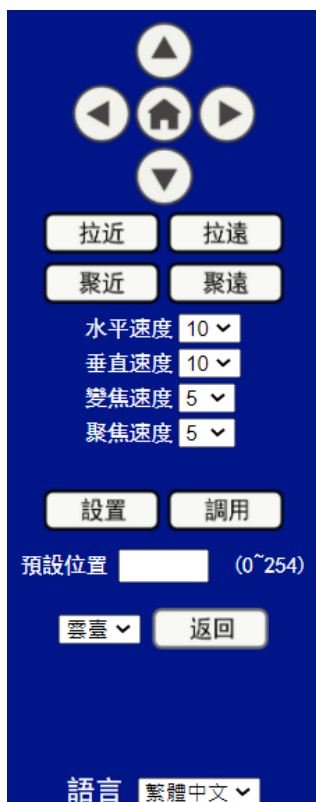 拉近 拉遠
聚近 聚遠
水平速度 10
垂直速度 10
變焦速度 5
聚焦速度 5
設置 調用
預設位置 (0~254)
雲臺 返回
語言 繁體中文